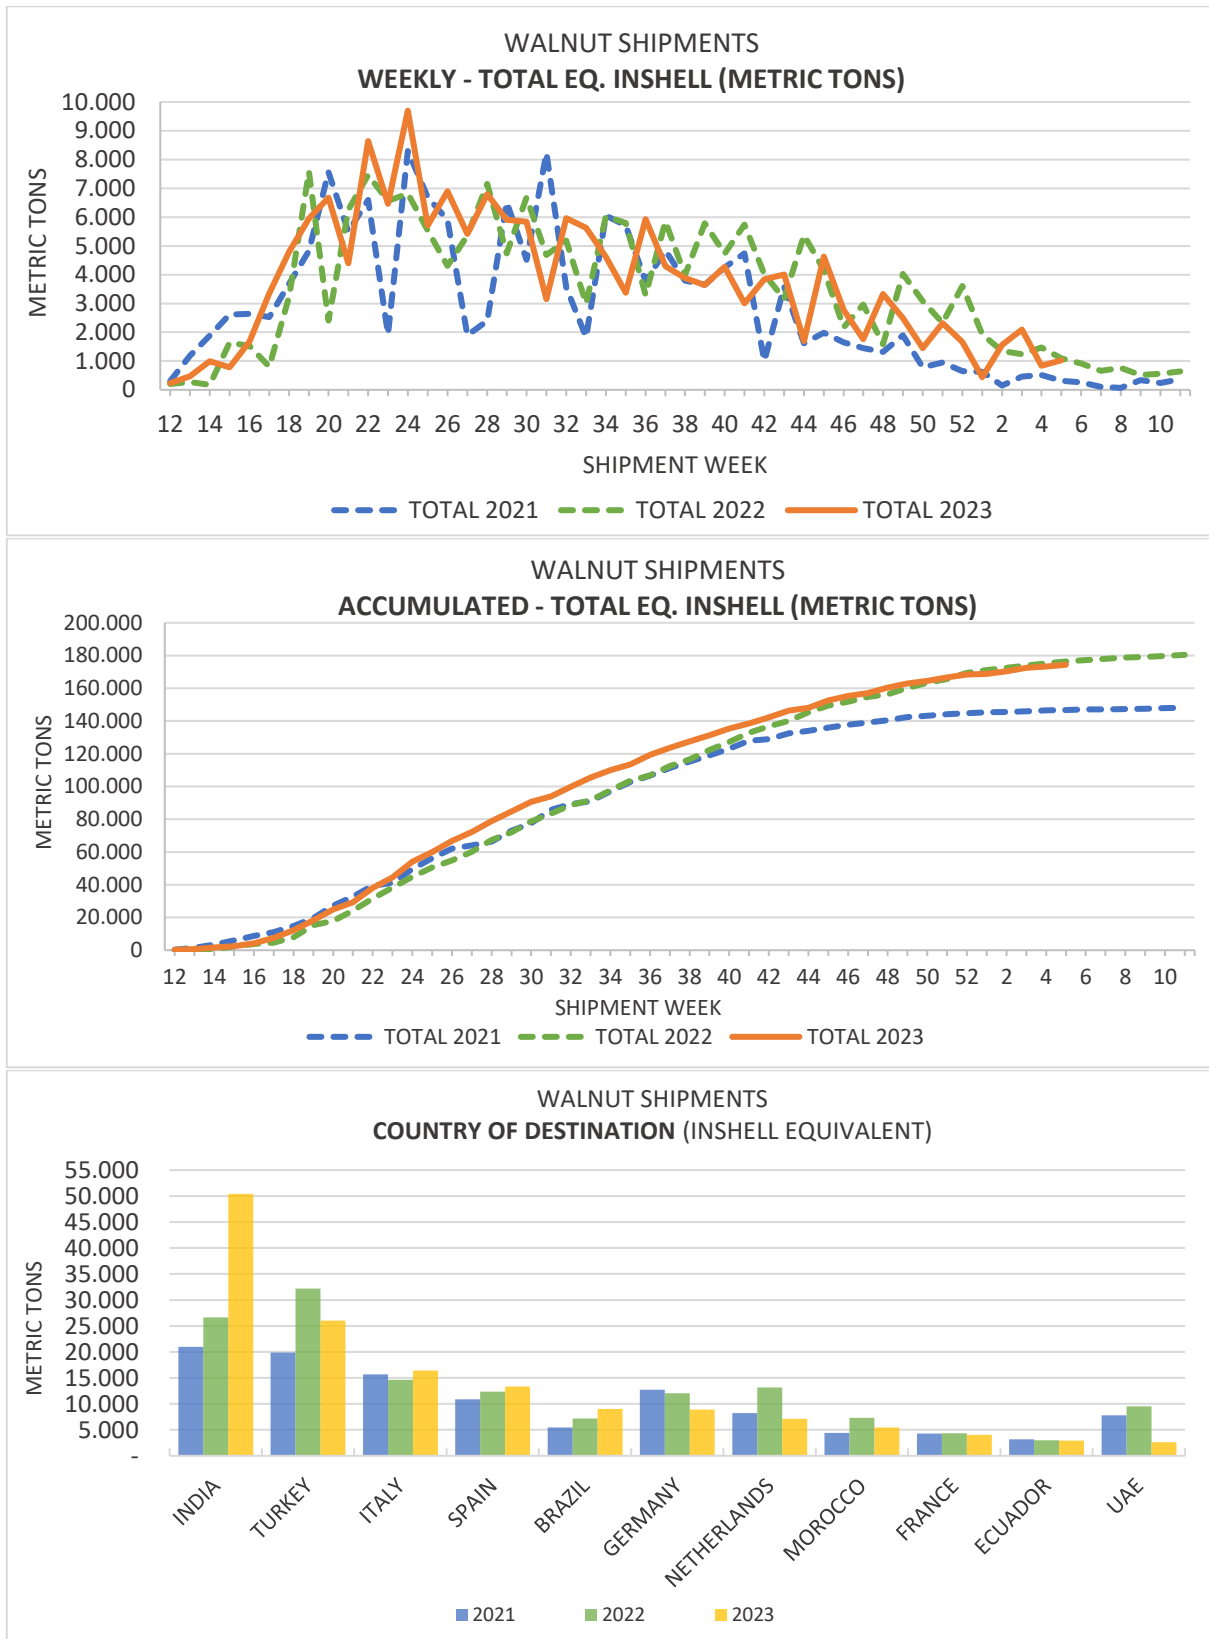 WALNUT SHIPMENTS
WEEKLY - TOTAL EQ. INSHELL (METRIC TONS)
METRIC TONS
10.000
9.000
8.000
7.000
6.000
5.000
4.000
3.000
2.000
1.000
0
12 14 16 18 20 22 24 26 28 30 32 34 36 38 40 42 44 46 48 50 52 2 4 6 8 10
SHIPMENT WEEK
TOTAL 2021 TOTAL 2022 TOTAL 2023
WALNUT SHIPMENTS
ACCUMULATED - TOTAL EQ. INSHELL (METRIC TONS)
METRIC TONS
200.000
180.000
160.000
140.000
120.000
100.000
80.000
60.000
40.000
20.000
0
12 14 16 18 20 22 24 26 28 30 32 34 36 38 40 42 44 46 48 50 52 2 4 6 8 10
SHIPMENT WEEK
TOTAL 2021 TOTAL 2022 TOTAL 2023
WALNUT SHIPMENTS
COUNTRY OF DESTINATION (INSHELL EQUIVALENT)
METRIC TONS
55.000
50.000
45.000
40.000
35.000
30.000
25.000
20.000
15.000
10.000
5.000
-
INDIA TURKEY ITALY SPAIN BRAZIL GERMANY NETHERLANDS MOROCCO FRANCE ECUADOR UAE
2021 2022 2023